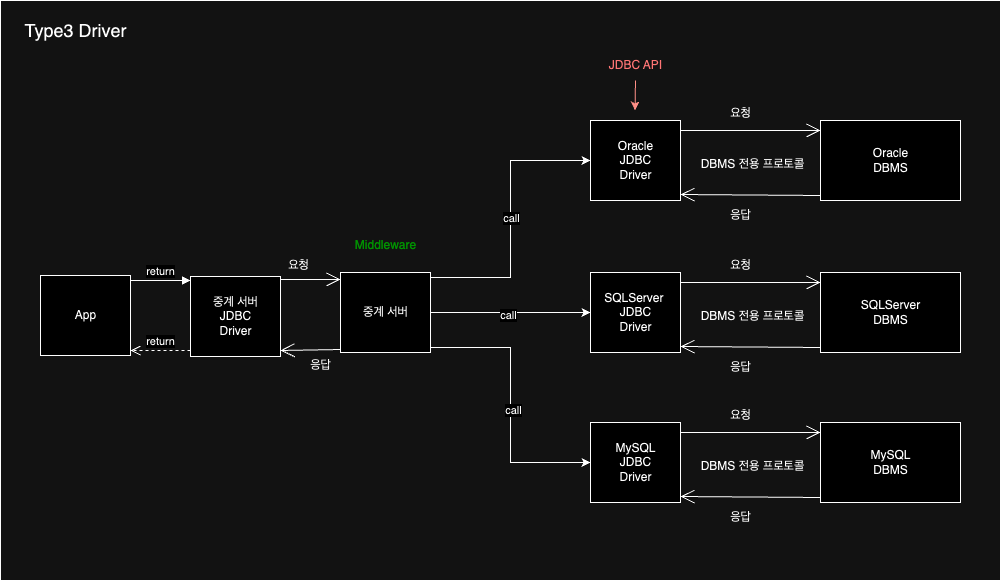 Type3 Driver
JDBC API
Oracle
JDBC
Driver
요청
DBMS 전용 프로토콜
응답
Oracle
DBMS
call
Middleware
App
return
return
중계 서버
JDBC
Driver
요청
응답
중계 서버
call
SQLServer
JDBC
Driver
요청
DBMS 전용 프로토콜
응답
SQLServer
DBMS
call
MySQL
JDBC
Driver
요청
DBMS 전용 프로토콜
응답
MySQL
DBMS